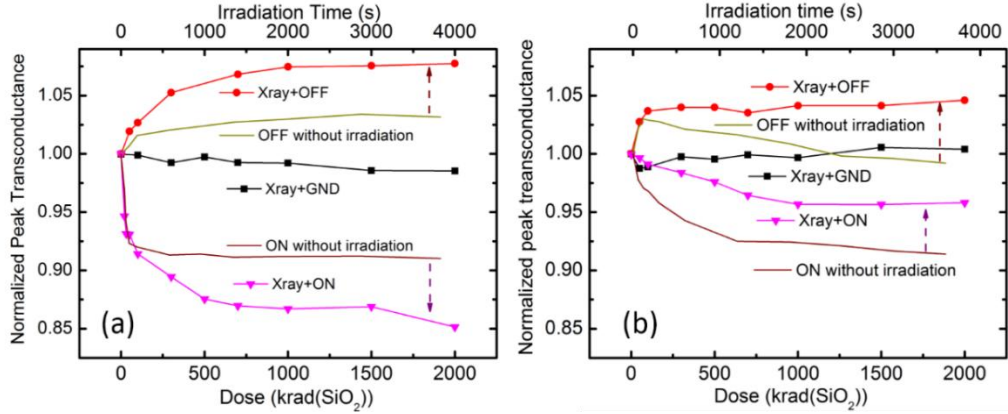 Irradiation Time (s)
0 1000 2000 3000 4000
Normalized Peak Transconductance
1.05
1.00
0.95
0.90
0.85
Xray+OFF
OFF without irradiation
Xray+GND
ON without irradiation
Xray+ON
(a)
0 500 1000 1500 2000
Dose (krad(SiO2))
Irradiation time (s)
0 1000 2000 3000 4000
Normalized peak treansconductance
1.05
1.00
0.95
0.90
0.85
Xray+OFF
OFF without irradiation
Xray+GND
Xray+ON
ON without irradiation
(b)
0 500 1000 1500 2000
Dose (krad(SiO2))